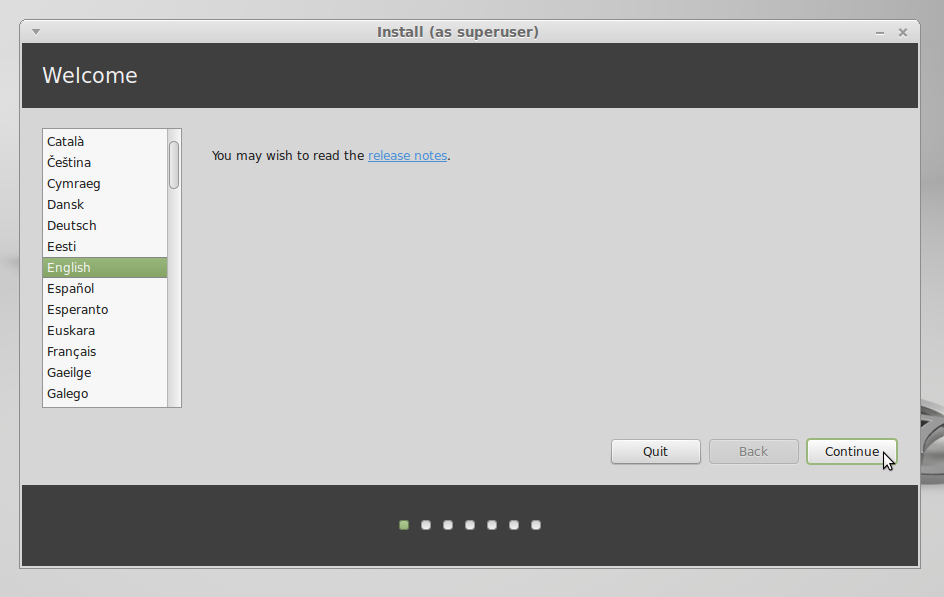 Install (as superuser)
Welcome
Català
Čeština
Cymraeg
Dansk
Deutsch
Eesti
English
Español
Esperanto
Euskara
Français
Gaeilge
Galego
You may wish to read the release notes.
Quit
Back
Continue